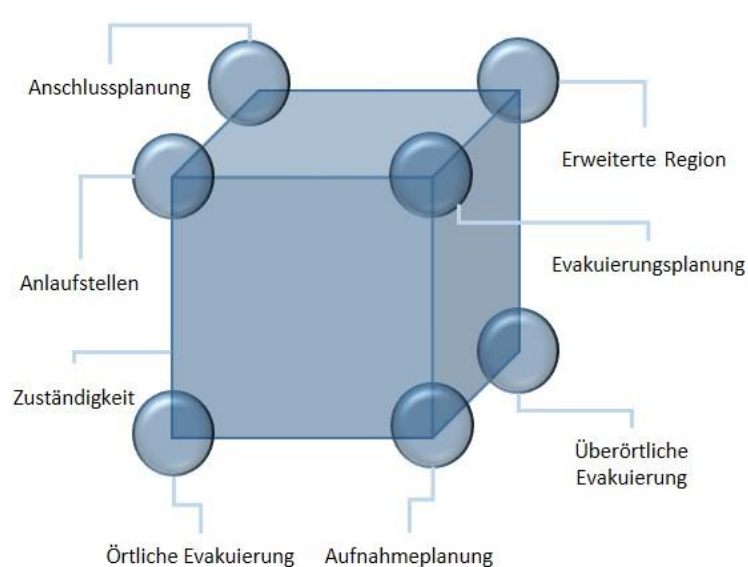 Anschlussplanung
Erweiterte Region
Evakuierungsplanung
Anlaufstellen
Zuständigkeit
Überörtliche
Evakuierung
Örtliche Evakuierung
Aufnahmeplanung